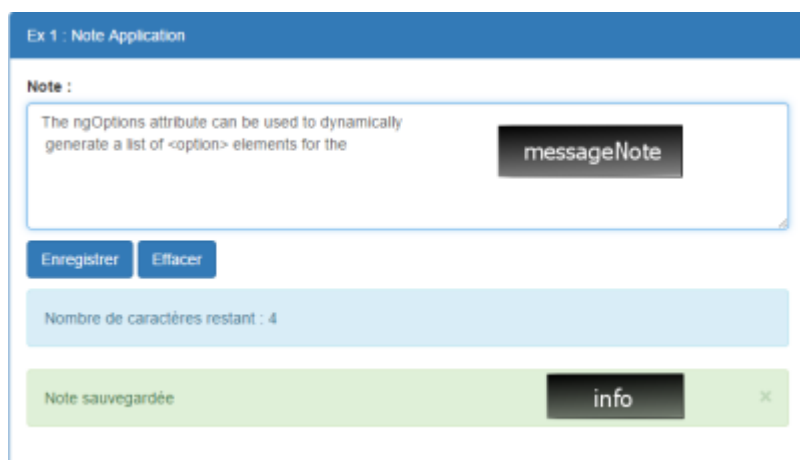 Ex 1 : Note Application
Note :
The ngOptions attribute can be used to dynamically
generate a list of <option> elements for the
messageNote
Enregistrer Effacer
Nombre de caractères restant : 4
Note sauvegardée info ×